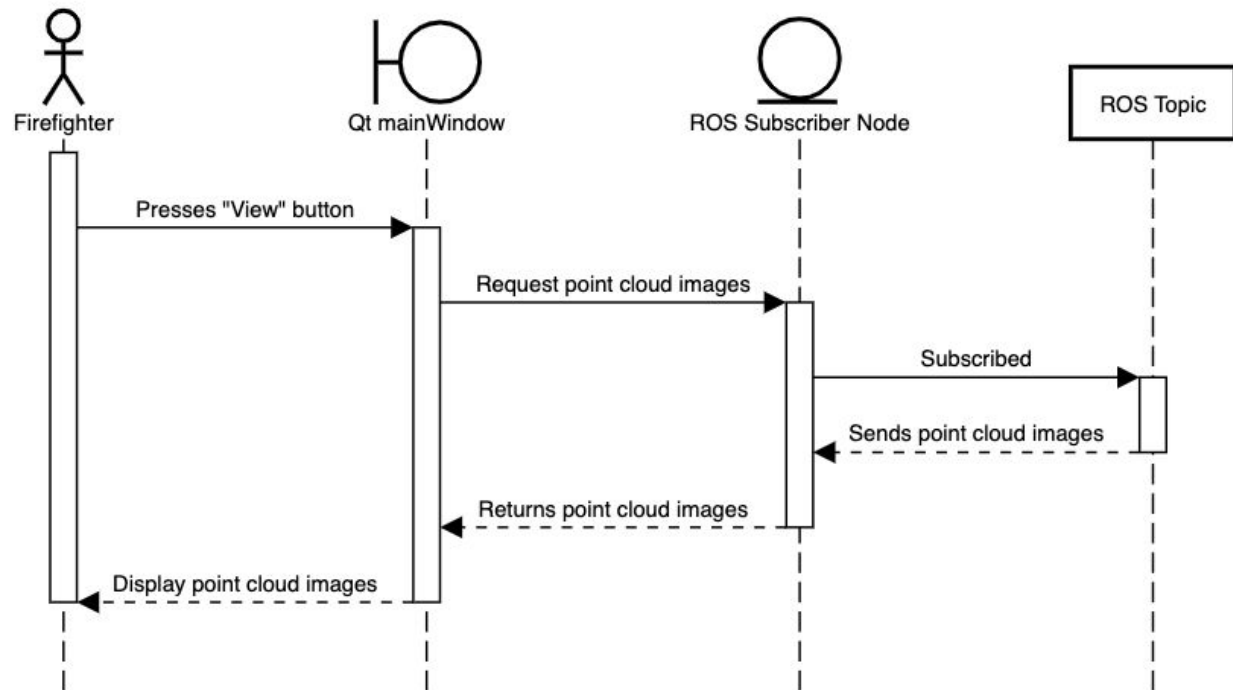 Firefighter
Qt mainWindow
ROS Subscriber Node
ROS Topic
Presses "View" button
Request point cloud images
Subscribed
Sends point cloud images
Returns point cloud images
Display point cloud images